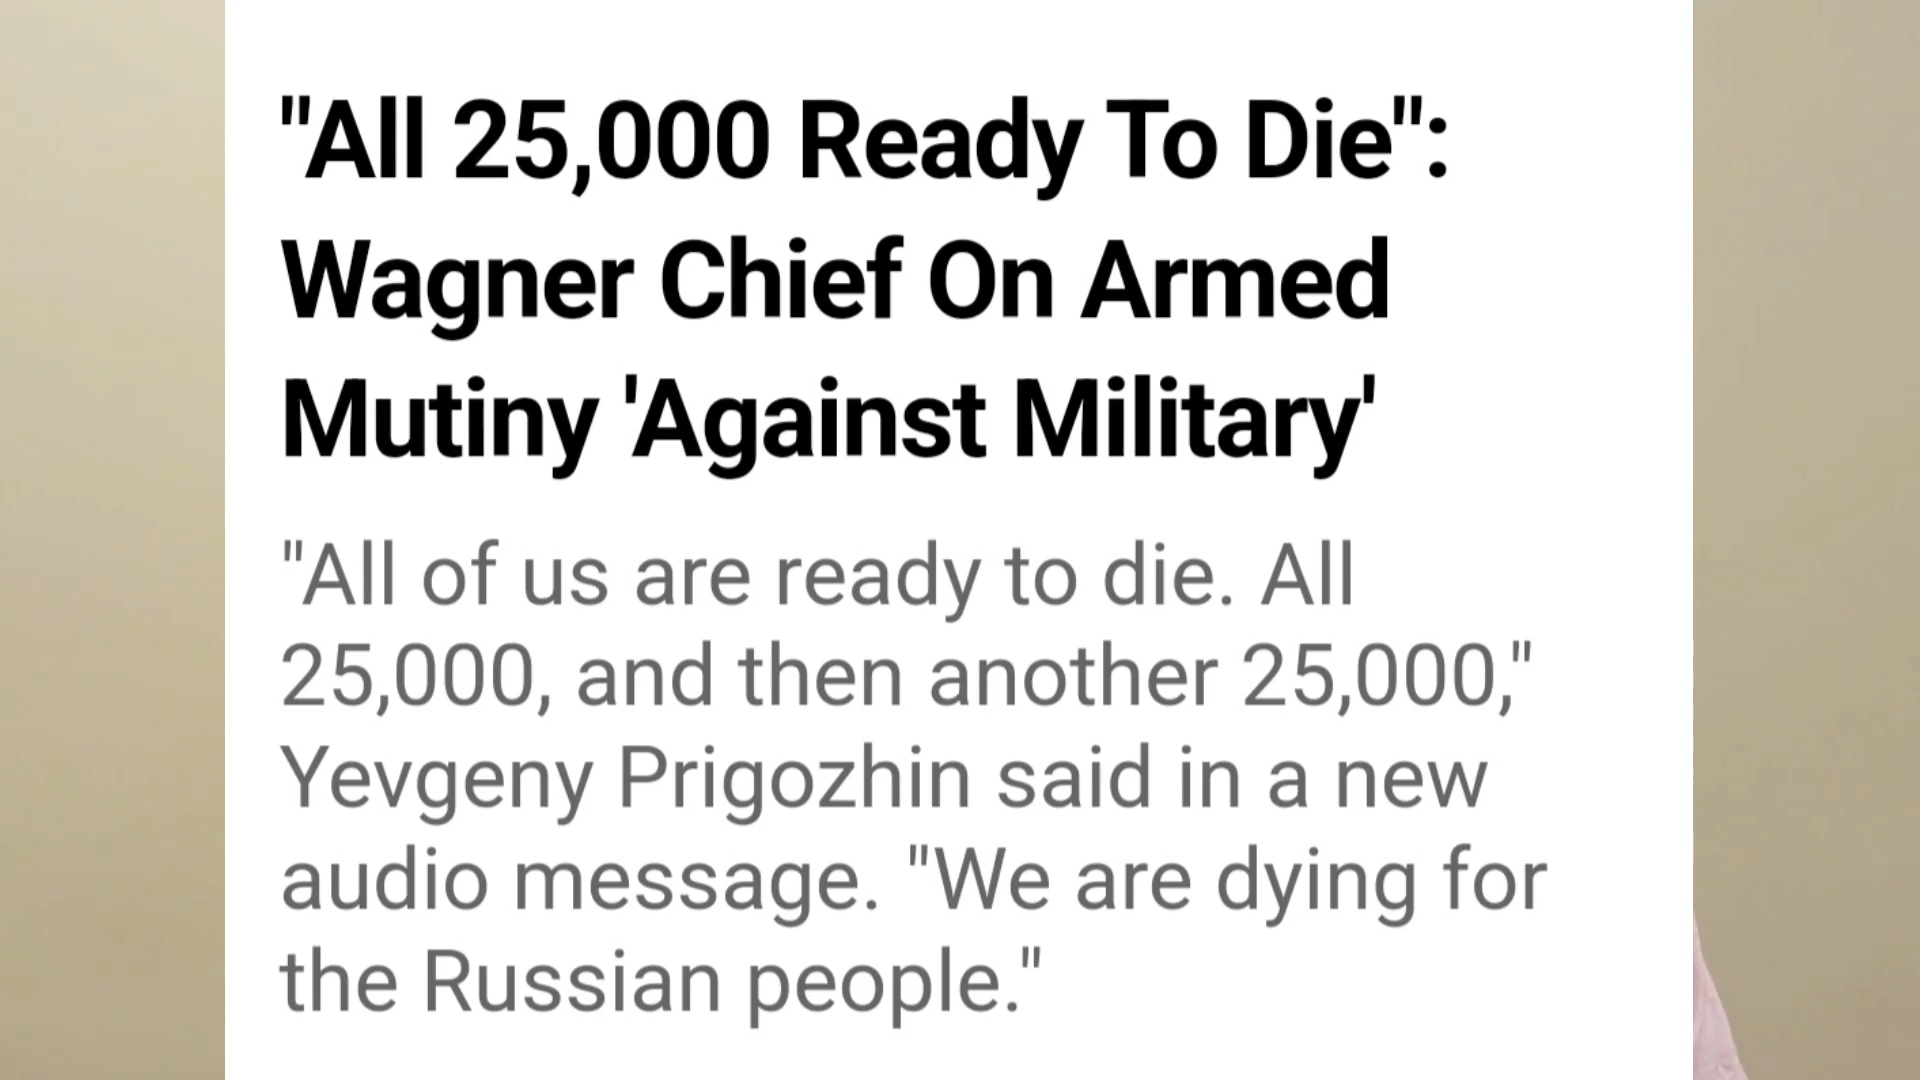 "All 25,000 Ready To Die":
Wagner Chief On Armed
Mutiny 'Against Military'
"All of us are ready to die. All
25,000, and then another 25,000,"
Yevgeny Prigozhin said in a new
audio message. "We are dying for
the Russian people."